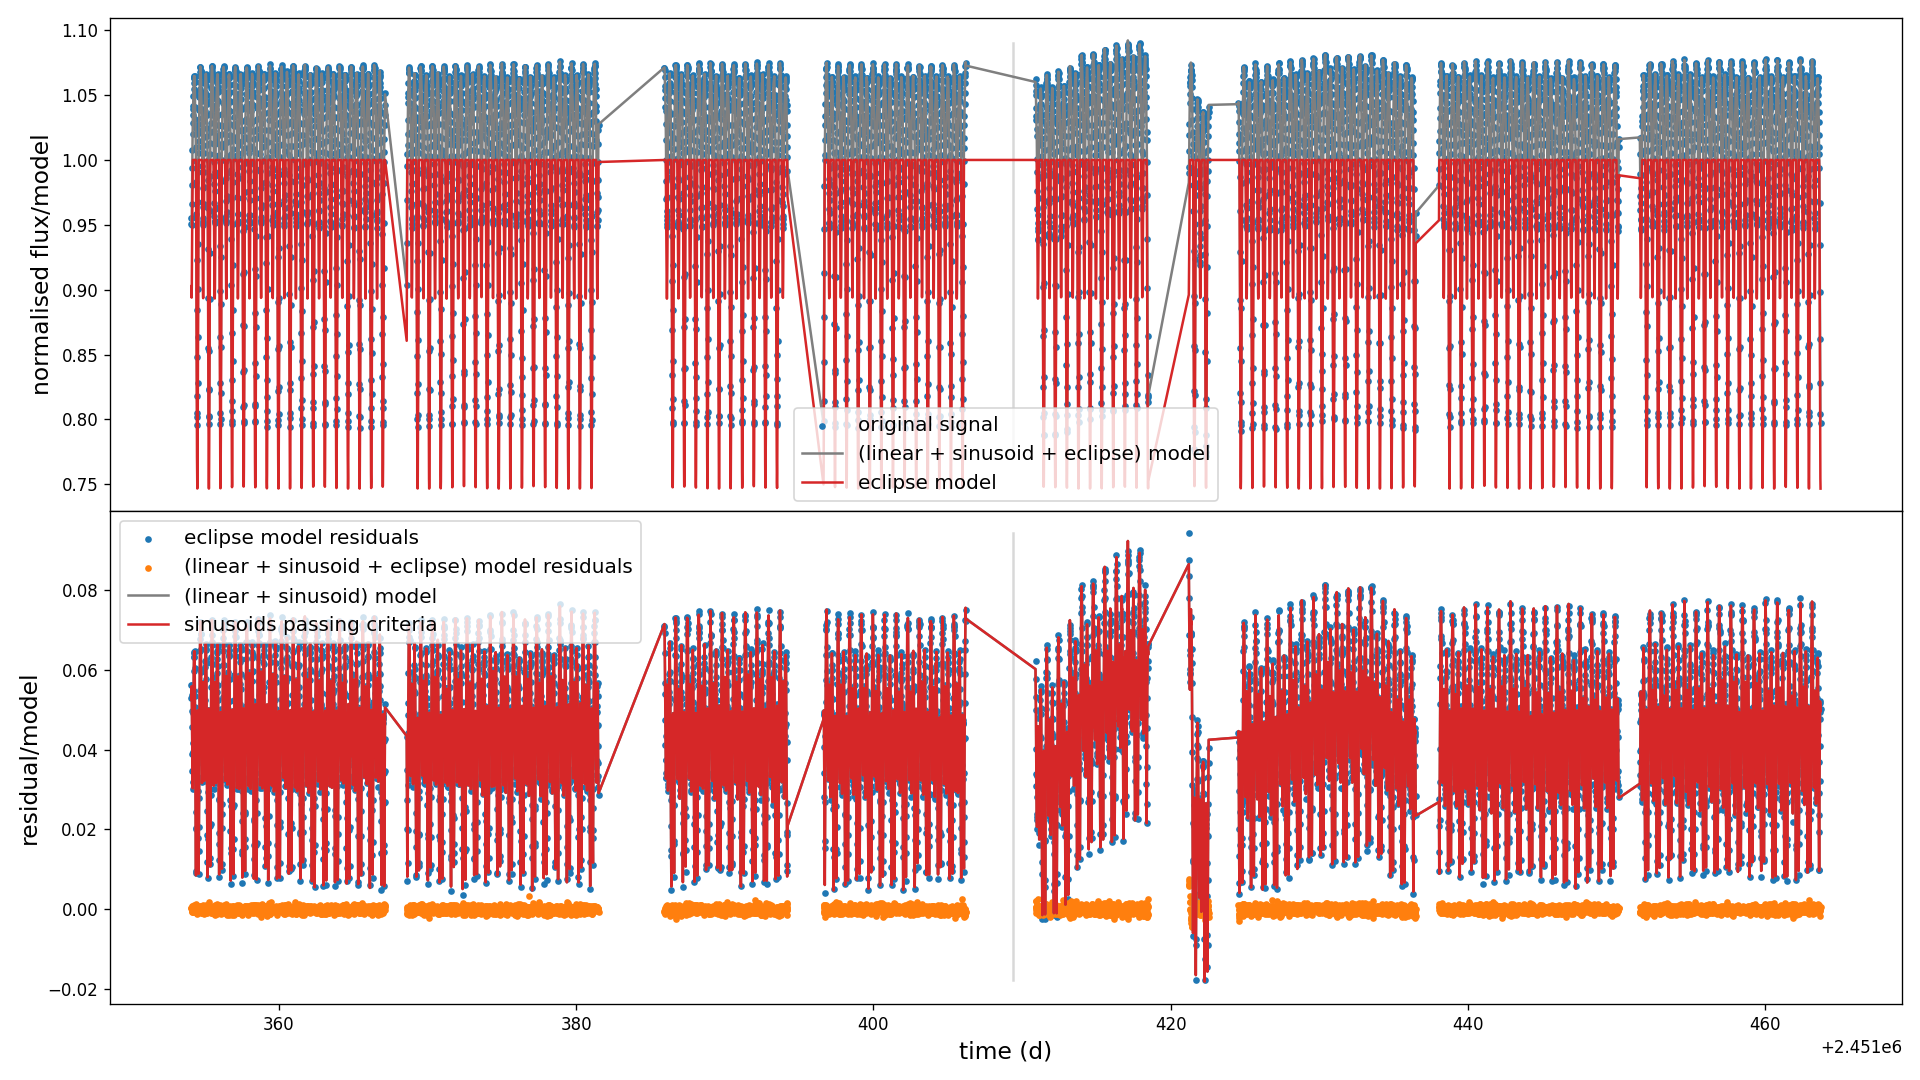 1.10
1.05
1.00
0.95
0.90
0.85
0.80
0.75
normalised flux/model
original signal
(linear + sinusoid + eclipse) model
eclipse model
eclipse model residuals
(linear + sinusoid + eclipse) model residuals
(linear + sinusoid) model
sinusoids passing criteria
0.08
0.06
0.04
0.02
0.00
−0.02
residual/model
360
380
400
420
440
460
time (d)
+2.451e6